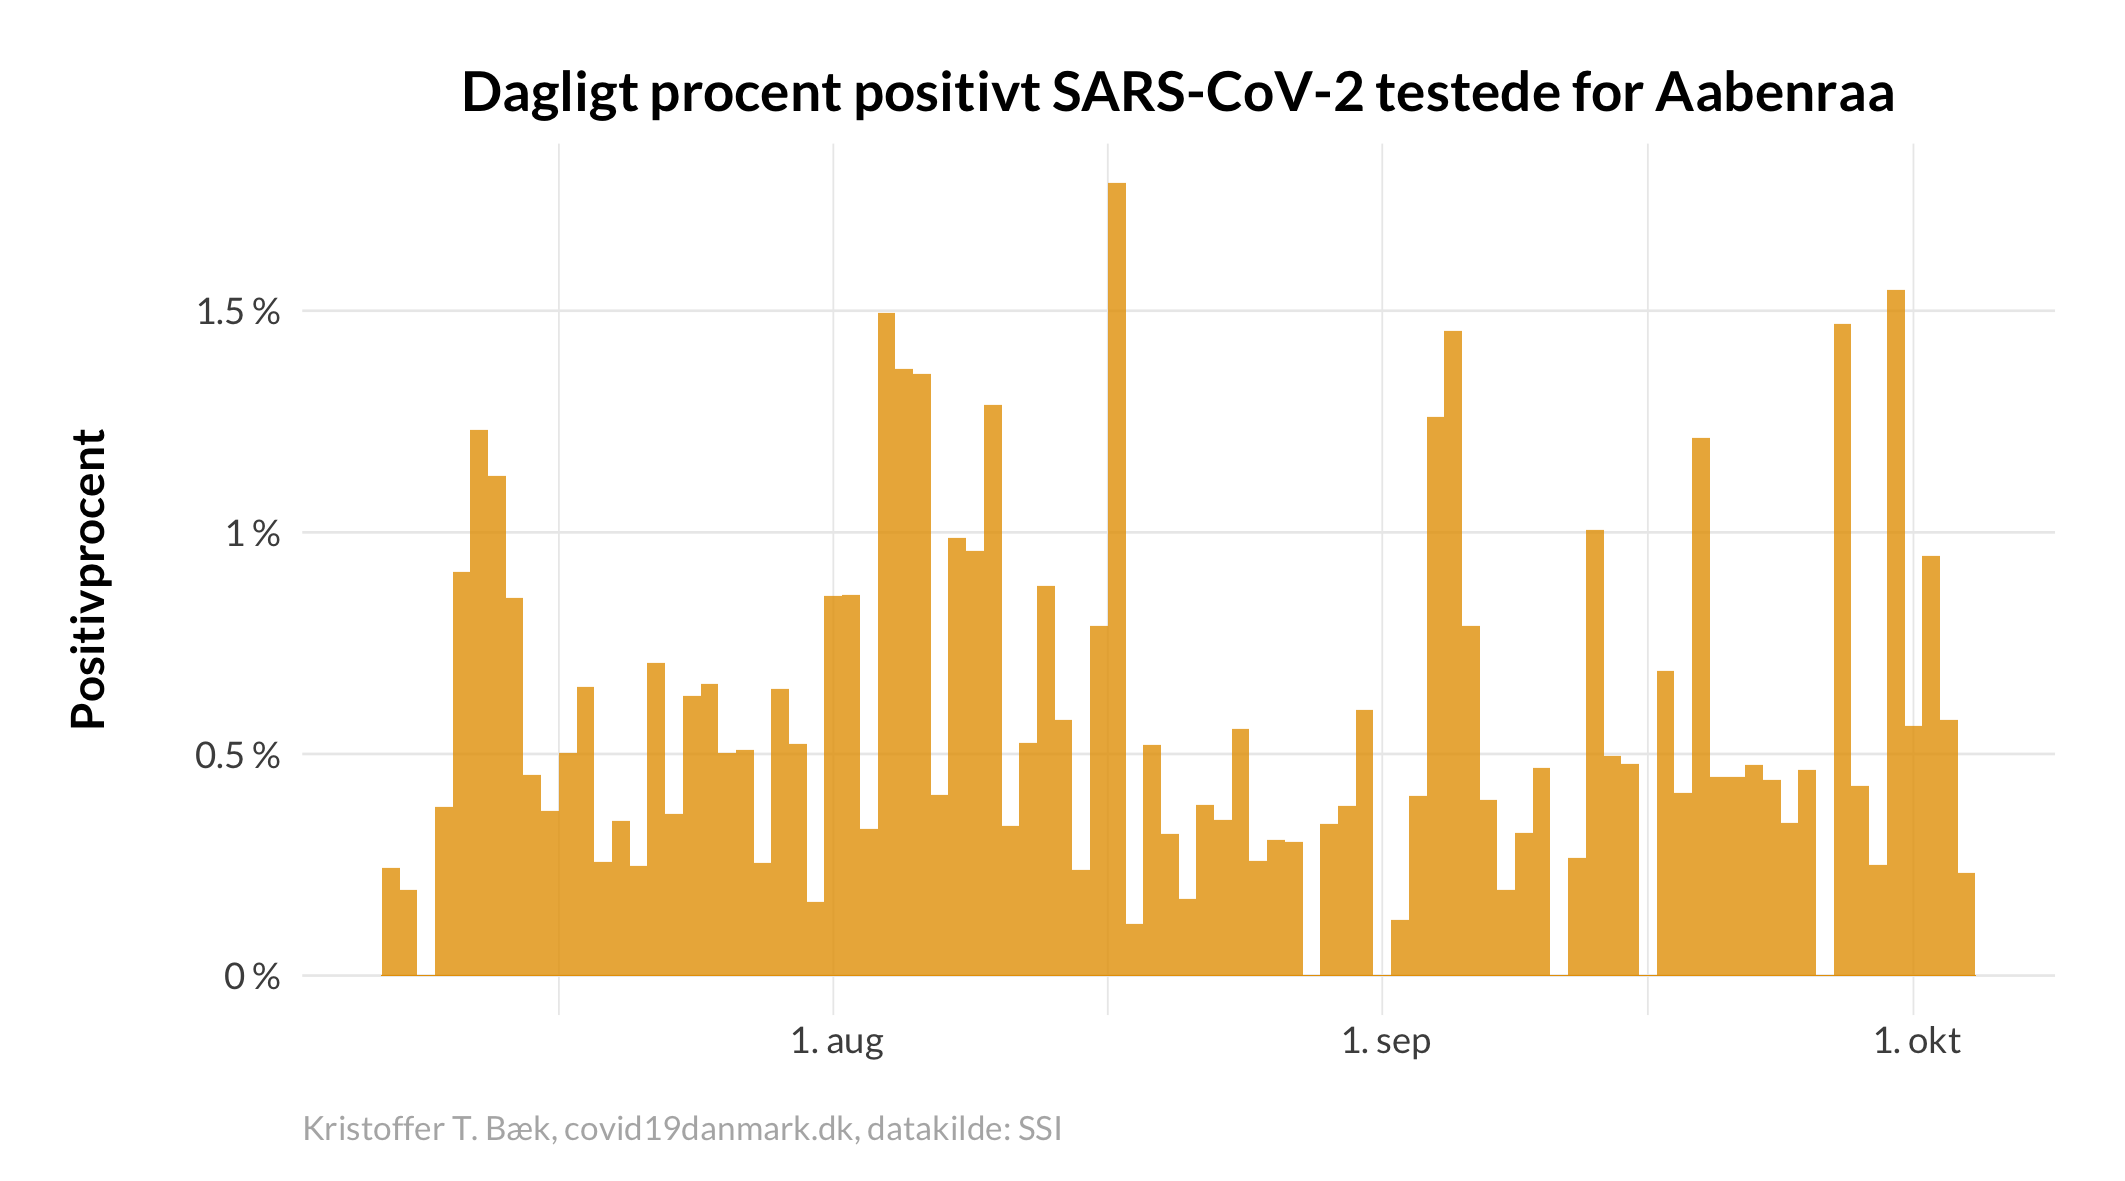 Dagligt procent positivt SARS-CoV-2 testede for Aabenraa
Positivprocent
1.5 %
1 %
0.5 %
0 %
1. aug
1. sep
1. okt
Kristoffer T. Bæk, covid19danmark.dk, datakilde: SSI